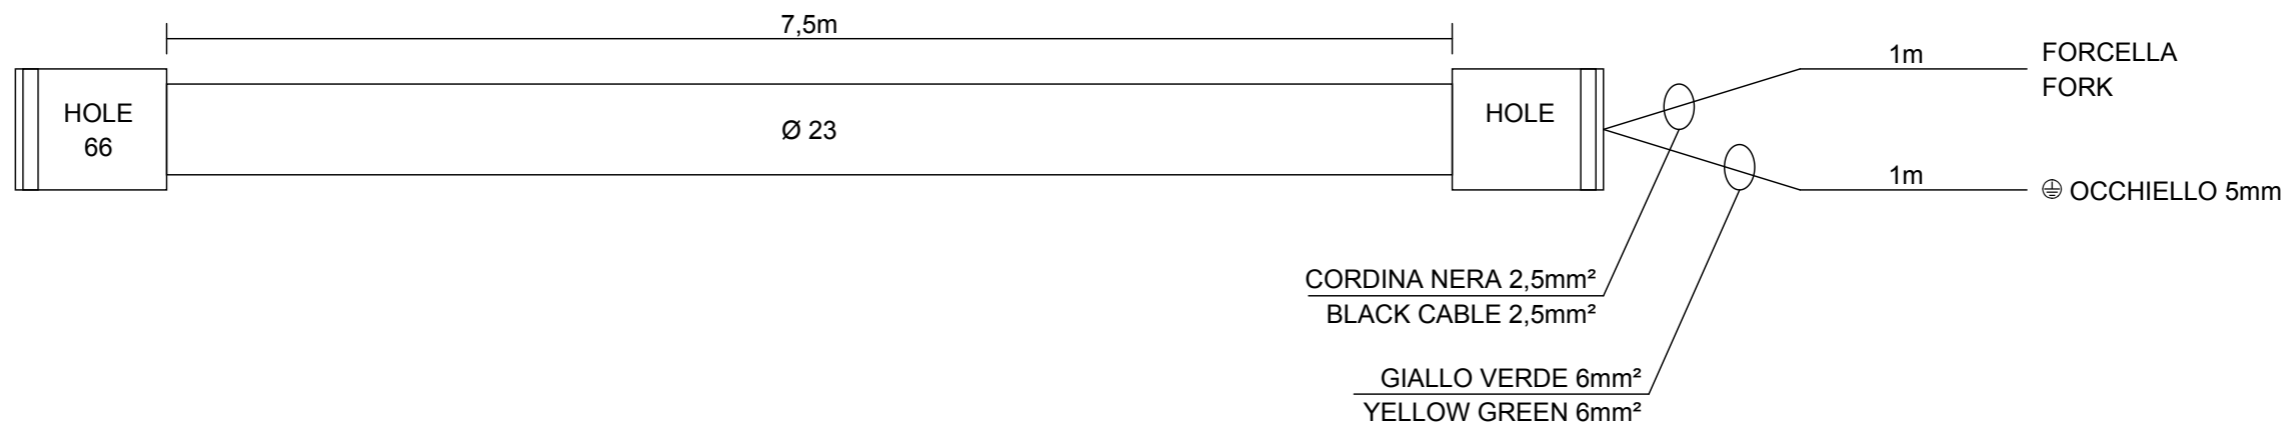 7,5m
HOLE
66
Ø 23
HOLE
1m
FORCELLA
FORK
1m
⏚ OCCHIELLO 5mm
CORDINA NERA 2,5mm²
BLACK CABLE 2,5mm²
GIALLO VERDE 6mm²
YELLOW GREEN 6mm²